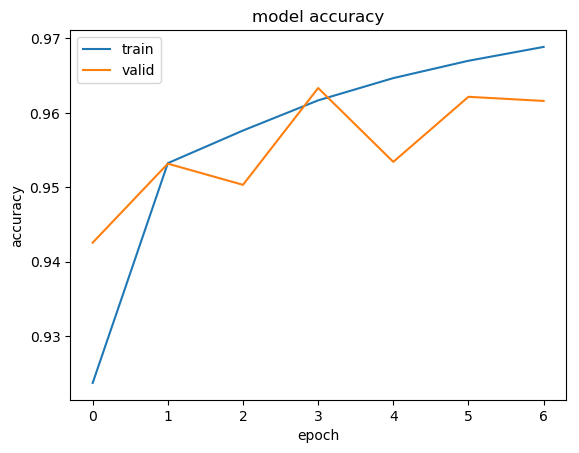 model accuracy
train
valid
0.97
0.96
0.95
0.94
0.93
accuracy
0 1 2 3 4 5 6
epoch